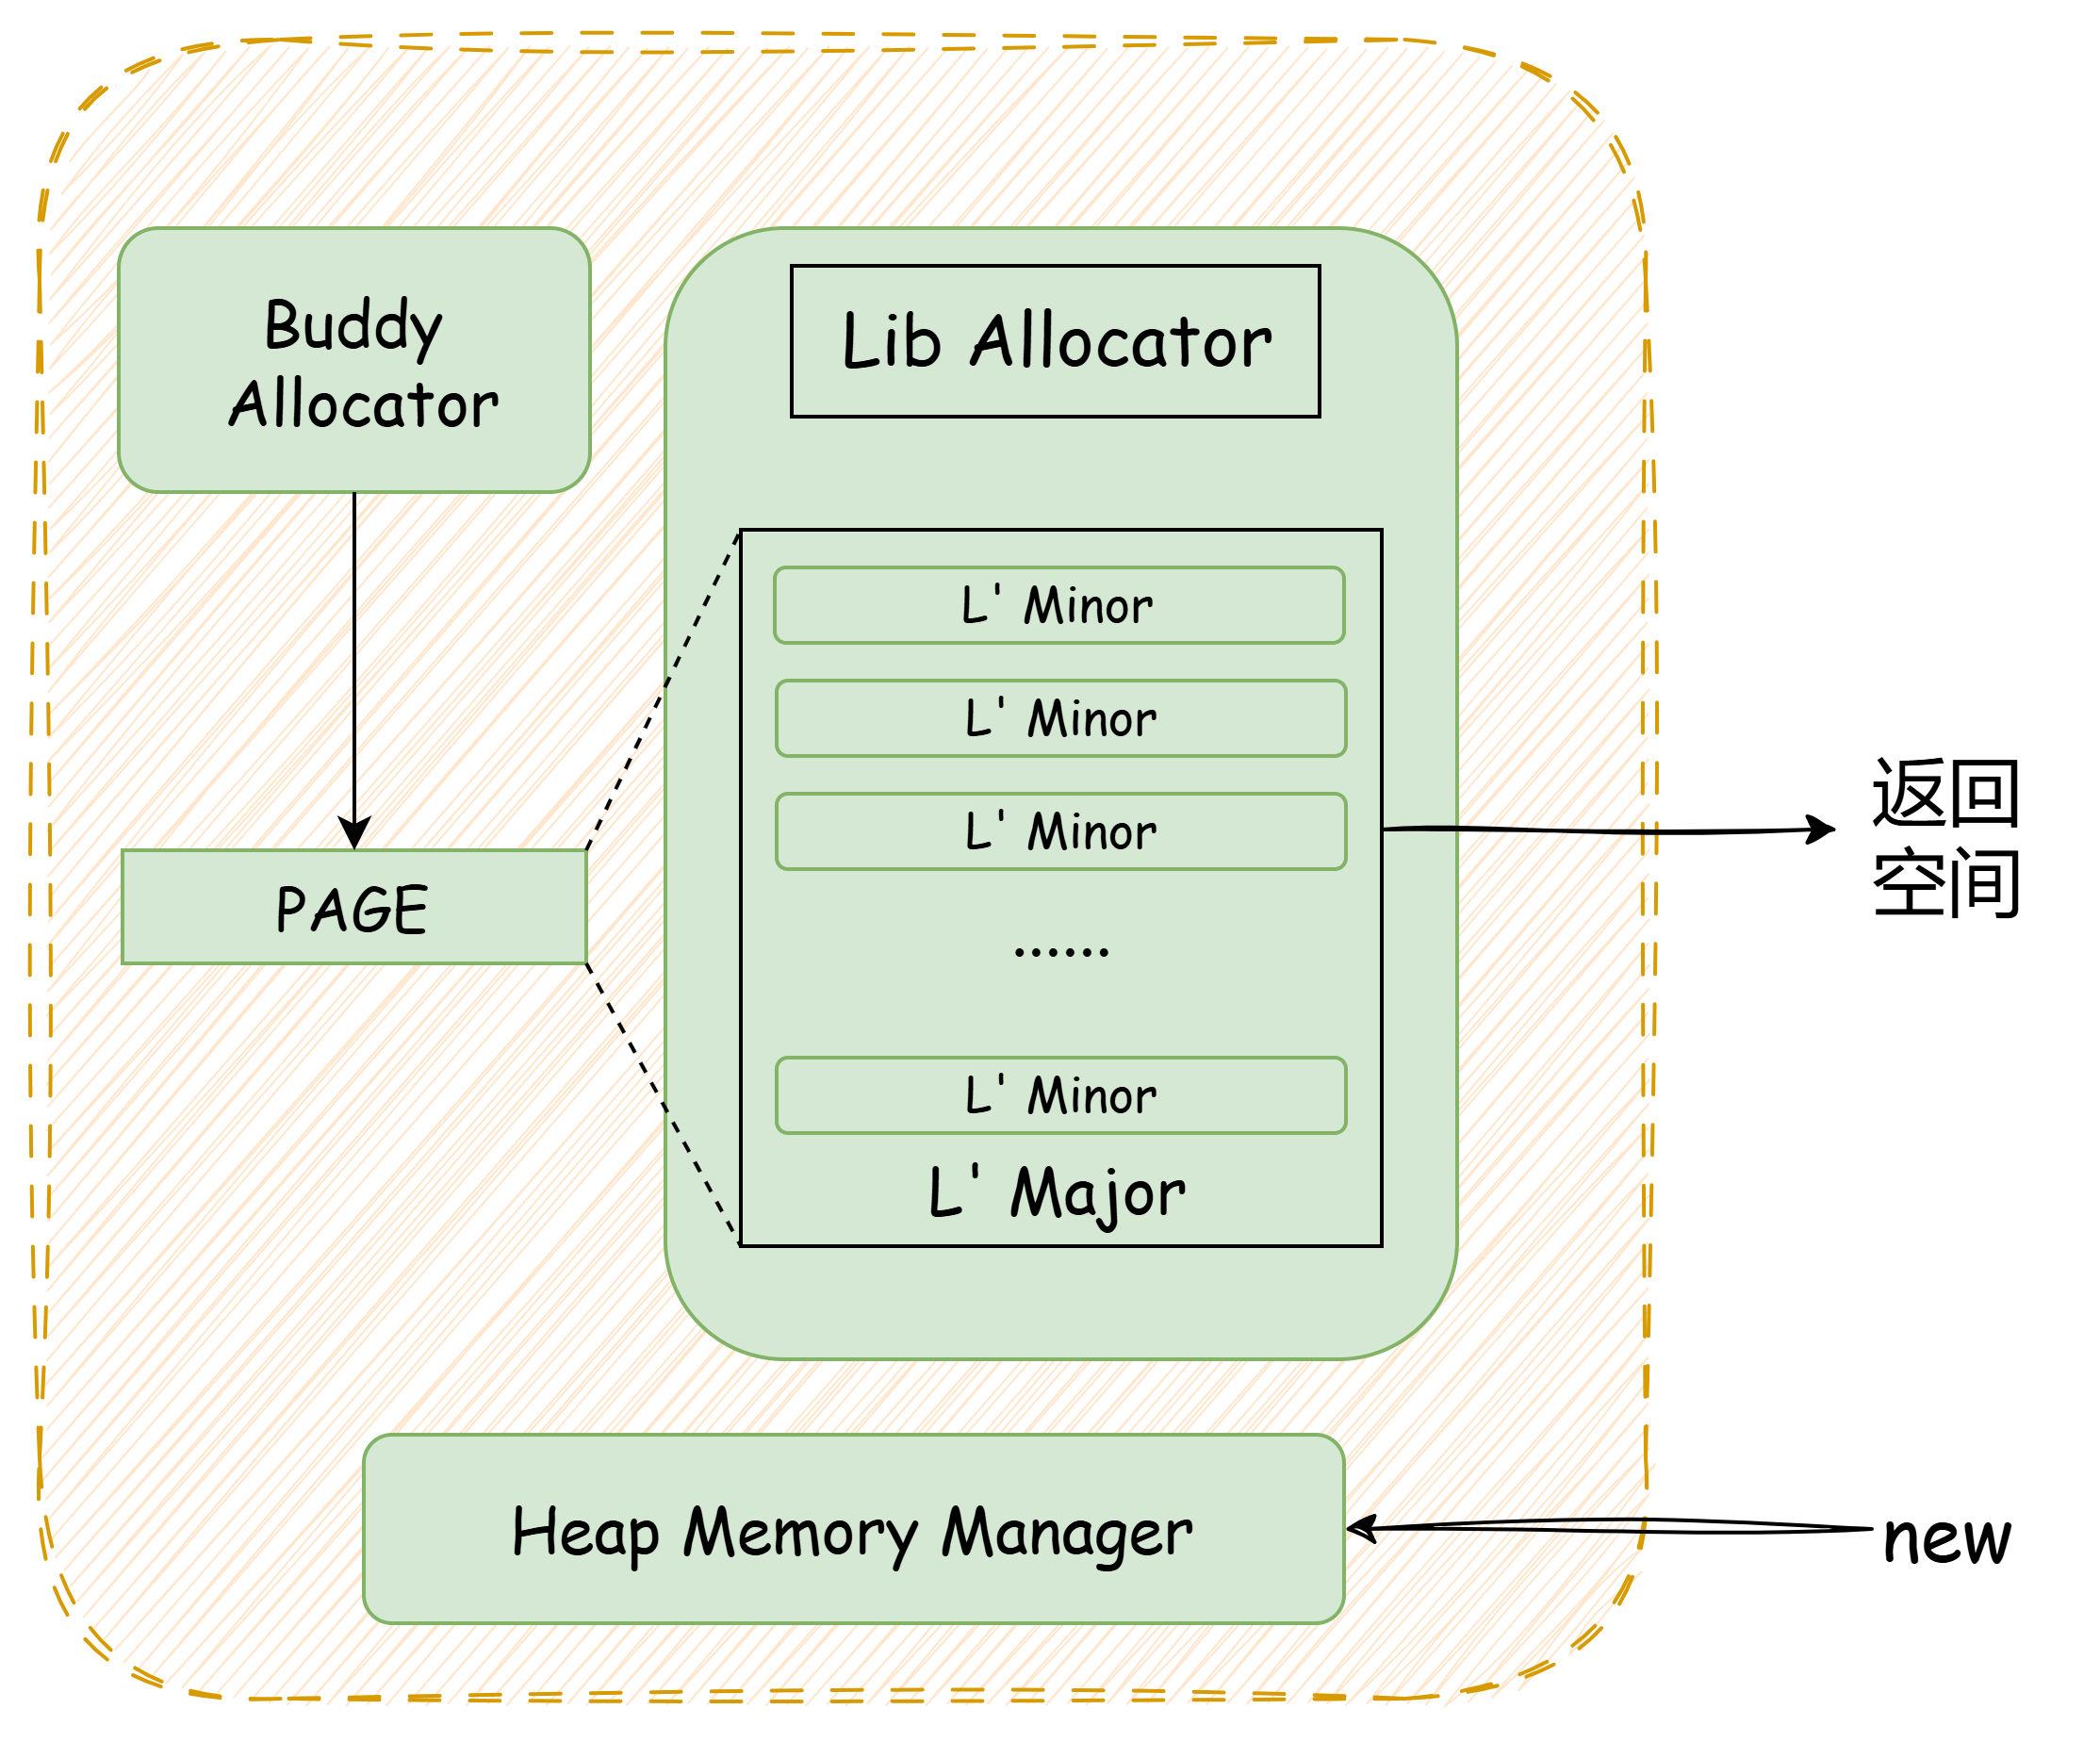 Buddy
Allocator
PAGE
Lib Allocator
L' Minor
L' Minor
L' Minor
......
L' Minor
L' Major
返回
空间
Heap Memory Manager
new